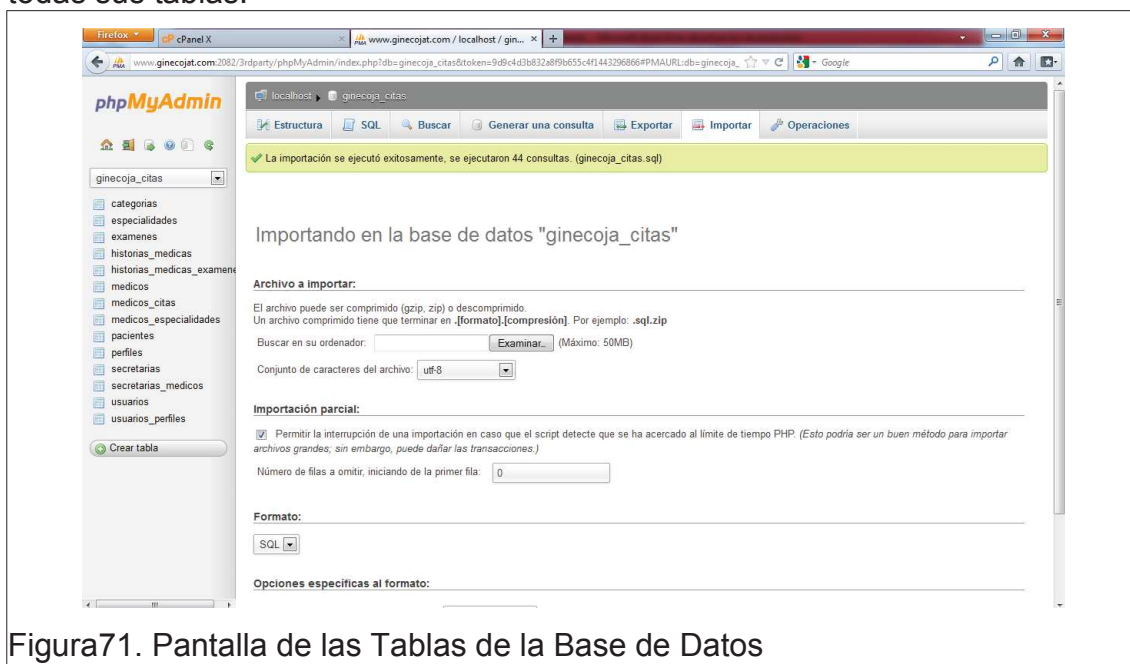 todas sus tablas.
Firefox
cP cPanel X
www.ginecojat.com / localhost / gin...
www.ginecojat.com:2082/3rdparty/phpMyAdmin/index.php?db=ginecoja_citas&token=9d9c4d3b832a8f9b655c4f1443296866#PMAURL:db=ginecoja_
Google
phpMyAdmin
localhost
ginecoja_citas
Estructura
SQL
Buscar
Generar una consulta
Exportar
Importar
Operaciones
La importación se ejecutó exitosamente, se ejecutaron 44 consultas. (ginecoja_citas.sql)
ginecoja_citas
categorias
especialidades
examenes
historias_medicas
historias_medicas_examene
medicos
medicos_citas
medicos_especialidades
pacientes
perfiles
secretarias
secretarias_medicos
usuarios
usuarios_perfiles
Crear tabla
Importando en la base de datos "ginecoja_citas"
Archivo a importar:
El archivo puede ser comprimido (gzip, zip) o descomprimido.
Un archivo comprimido tiene que terminar en .[formato].[compresión]. Por ejemplo: .sql.zip
Buscar en su ordenador:
Examinar_
(Máximo: 50MB)
Conjunto de caracteres del archivo:
utf-8
Importación parcial:
Permitir la interrupción de una importación en caso que el script detecte que se ha acercado al límite de tiempo PHP. (Esto podría ser un buen método para importar
archivos grandes; sin embargo, puede dañar las transacciones.)
Número de filas a omitir, iniciando de la primer fila:
0
Formato:
SQL
Opciones específicas al formato:
Figura71. Pantalla de las Tablas de la Base de Datos